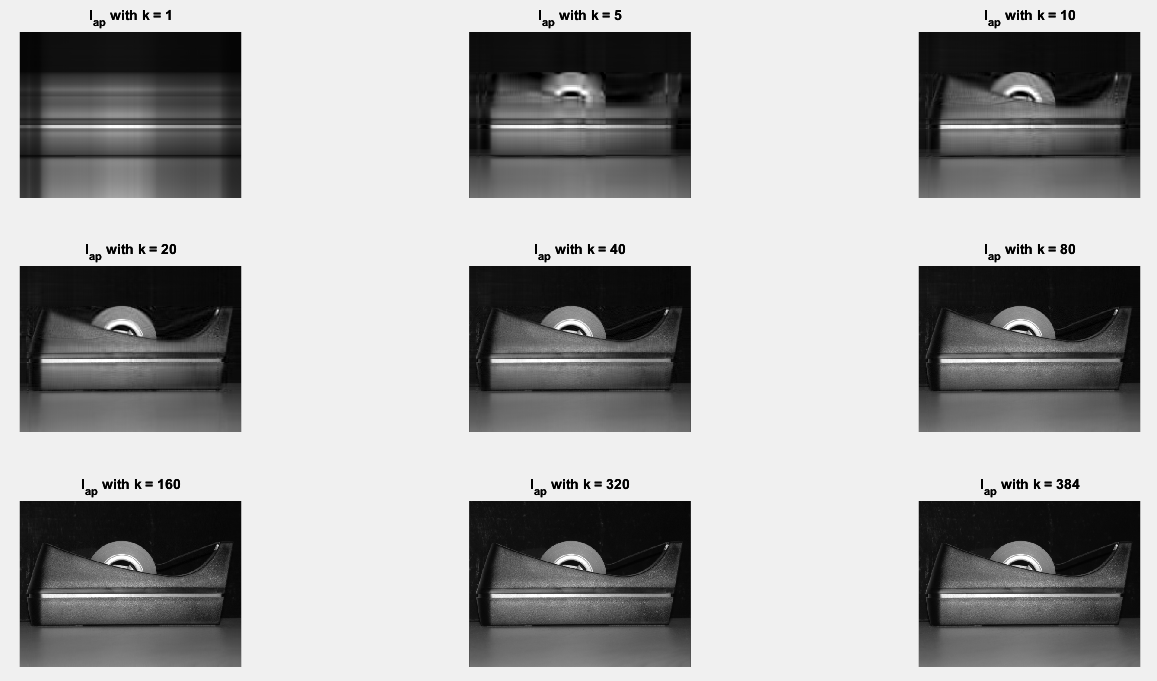 I_ap with k = 1
I_ap with k = 5
I_ap with k = 10
I_ap with k = 20
I_ap with k = 40
I_ap with k = 80
I_ap with k = 160
I_ap with k = 320
I_ap with k = 384